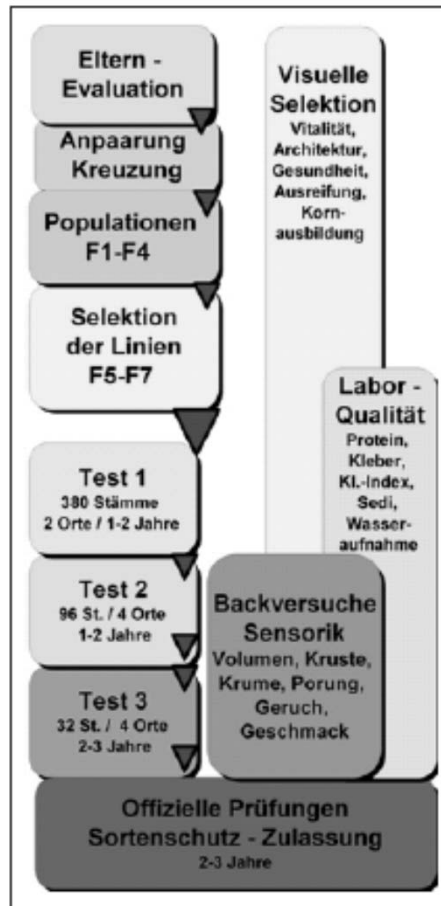 Eltern -
Evaluation
Anpaarung
Kreuzung
Populationen
F1-F4
Selektion
der Linien
F5-F7
Test 1
380 Stämme
2 Orte / 1-2 Jahre
Test 2
96 St. / 4 Orte
1-2 Jahre
Test 3
32 St. / 4 Orte
2-3 Jahre
Visuelle
Selektion
Vitalität,
Architektur,
Gesundheit,
Ausreifung,
Korn-
ausbildung
Labor -
Qualität
Protein,
Kleber,
Kl.-Index,
Sedi,
Wasser-
aufnahme
Backversuche
Sensorik
Volumen, Kruste,
Krume, Porung,
Geruch,
Geschmack
Offizielle Prüfungen
Sortenschutz - Zulassung
2-3 Jahre